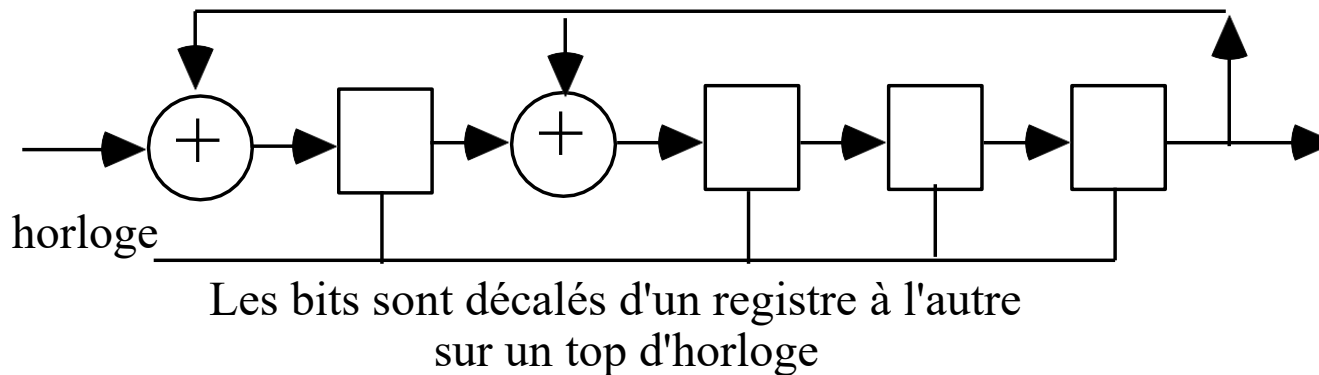 +
+
horloge
Les bits sont décalés d'un registre à l'autre
sur un top d'horloge